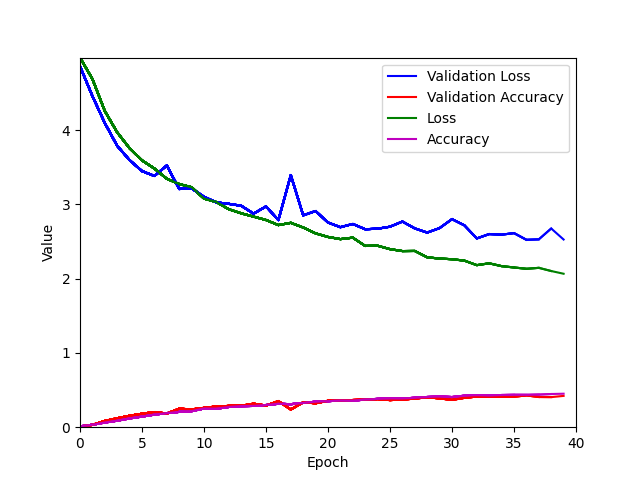 Validation Loss
Validation Accuracy
Loss
Accuracy
4
3
2
1
0
Value
0 5 10 15 20 25 30 35 40
Epoch